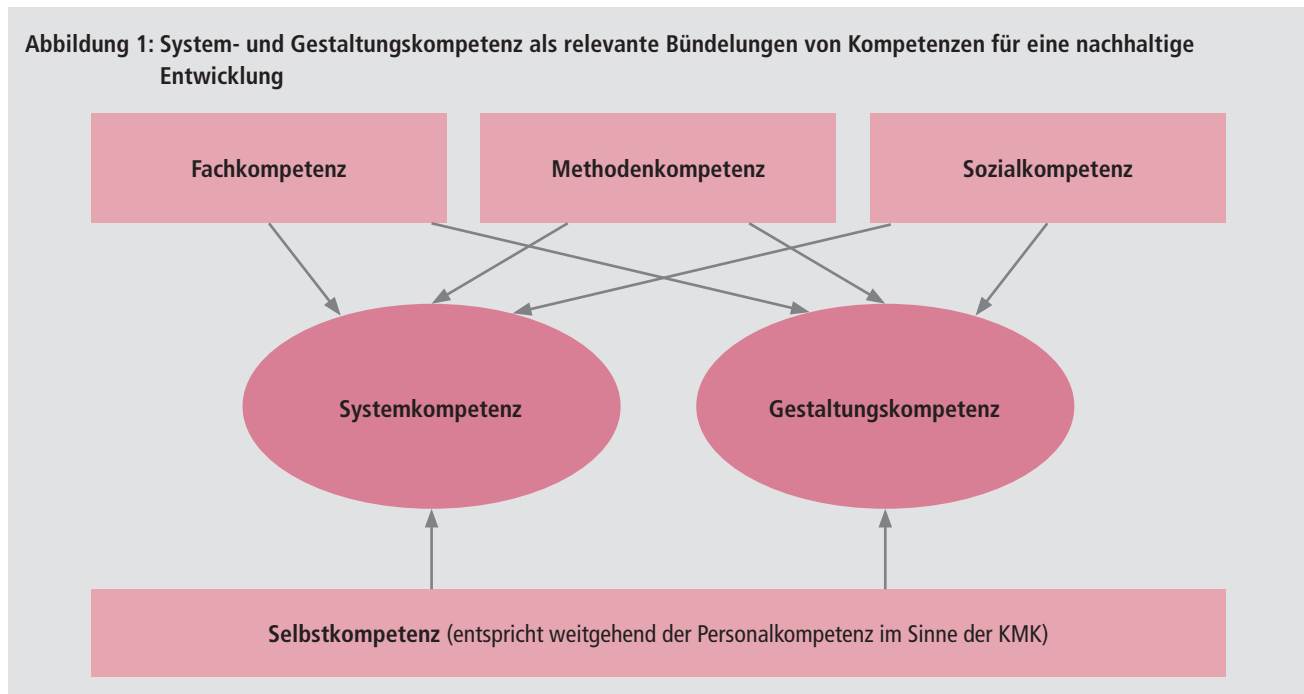 Abbildung 1: System- und Gestaltungskompetenz als relevante Bündelungen von Kompetenzen für eine nachhaltige
Entwicklung
Fachkompetenz
Methodenkompetenz
Sozialkompetenz
Systemkompetenz
Gestaltungskompetenz
Selbstkompetenz (entspricht weitgehend der Personalkompetenz im Sinne der KMK)